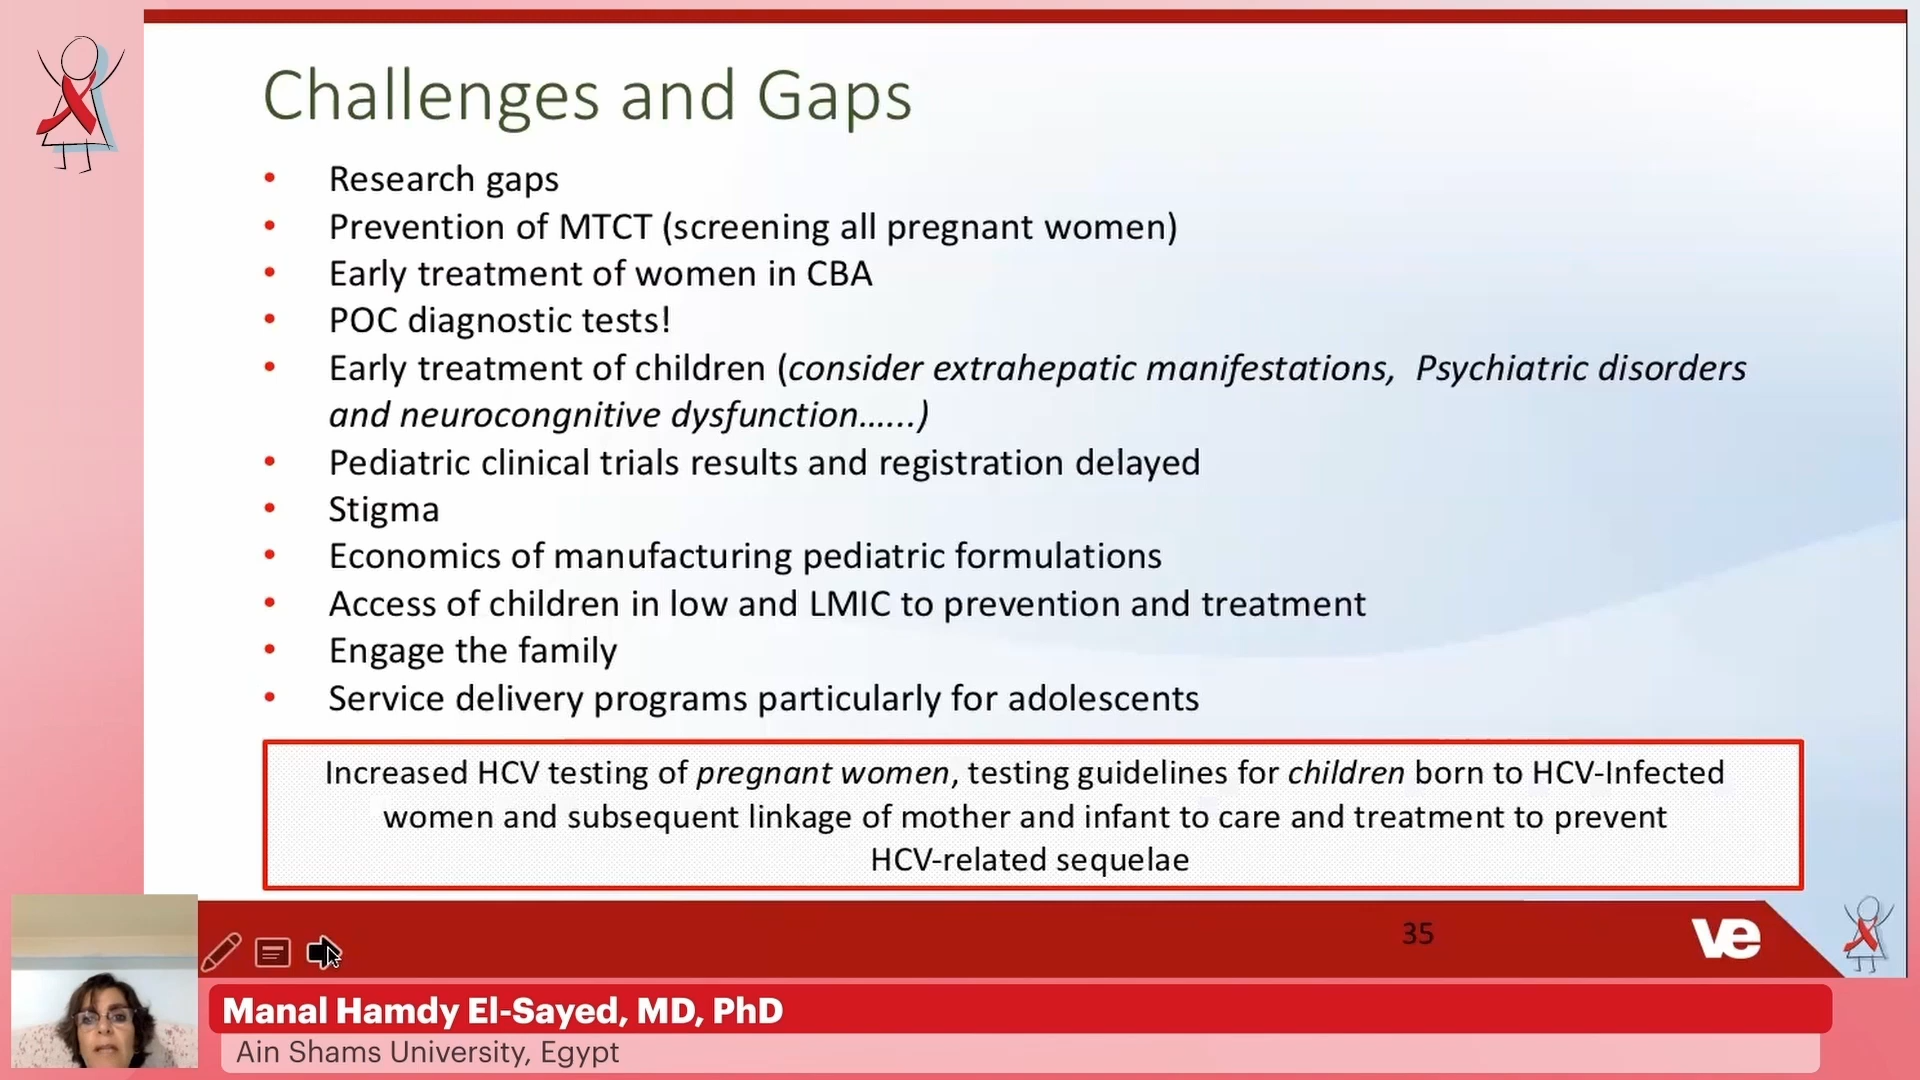 Challenges and Gaps
• Research gaps
• Prevention of MTCT (screening all pregnant women)
• Early treatment of women in CBA
• POC diagnostic tests!
• Early treatment of children (consider extrahepatic manifestations, Psychiatric disorders
and neurocongnitive dysfunction......)
• Pediatric clinical trials results and registration delayed
• Stigma
• Economics of manufacturing pediatric formulations
• Access of children in low and LMIC to prevention and treatment
• Engage the family
• Service delivery programs particularly for adolescents
Increased HCV testing of pregnant women, testing guidelines for children born to HCV-Infected
women and subsequent linkage of mother and infant to care and treatment to prevent
HCV-related sequelae
35
ve
Manal Hamdy El-Sayed, MD, PhD
Ain Shams University, Egypt